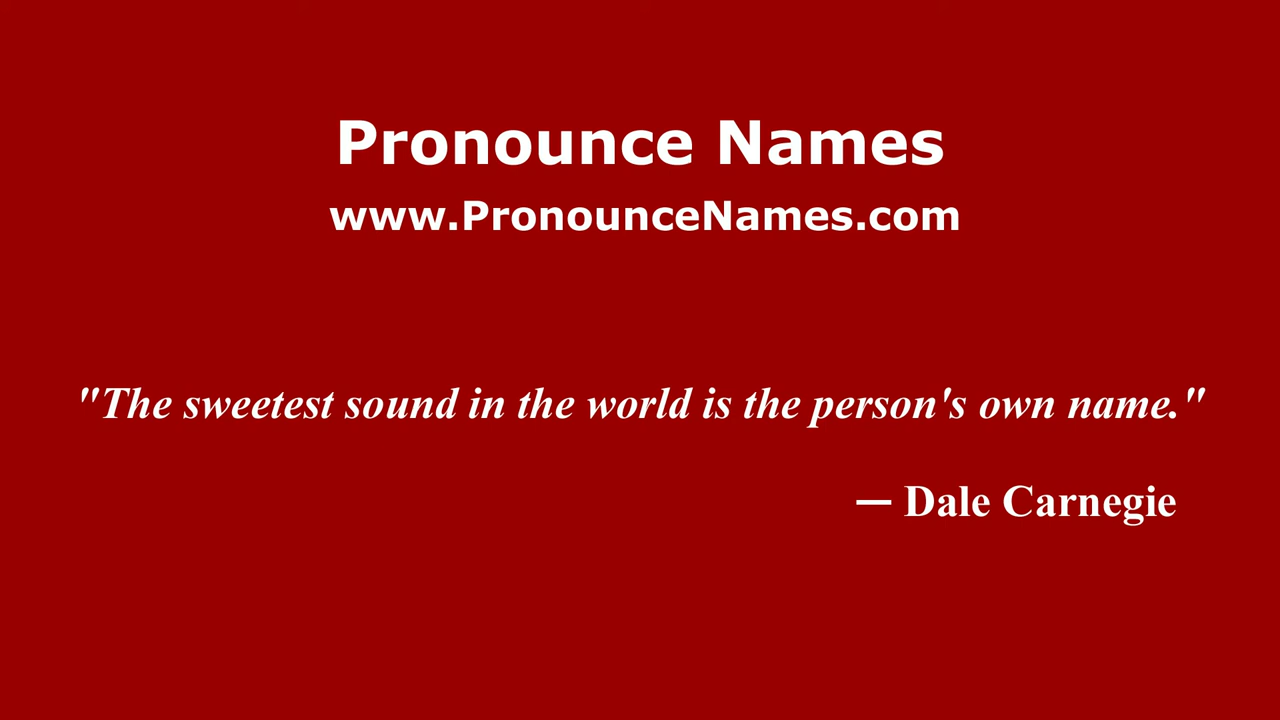 Pronounce Names
www.PronounceNames.com
"The sweetest sound in the world is the person's own name."
— Dale Carnegie